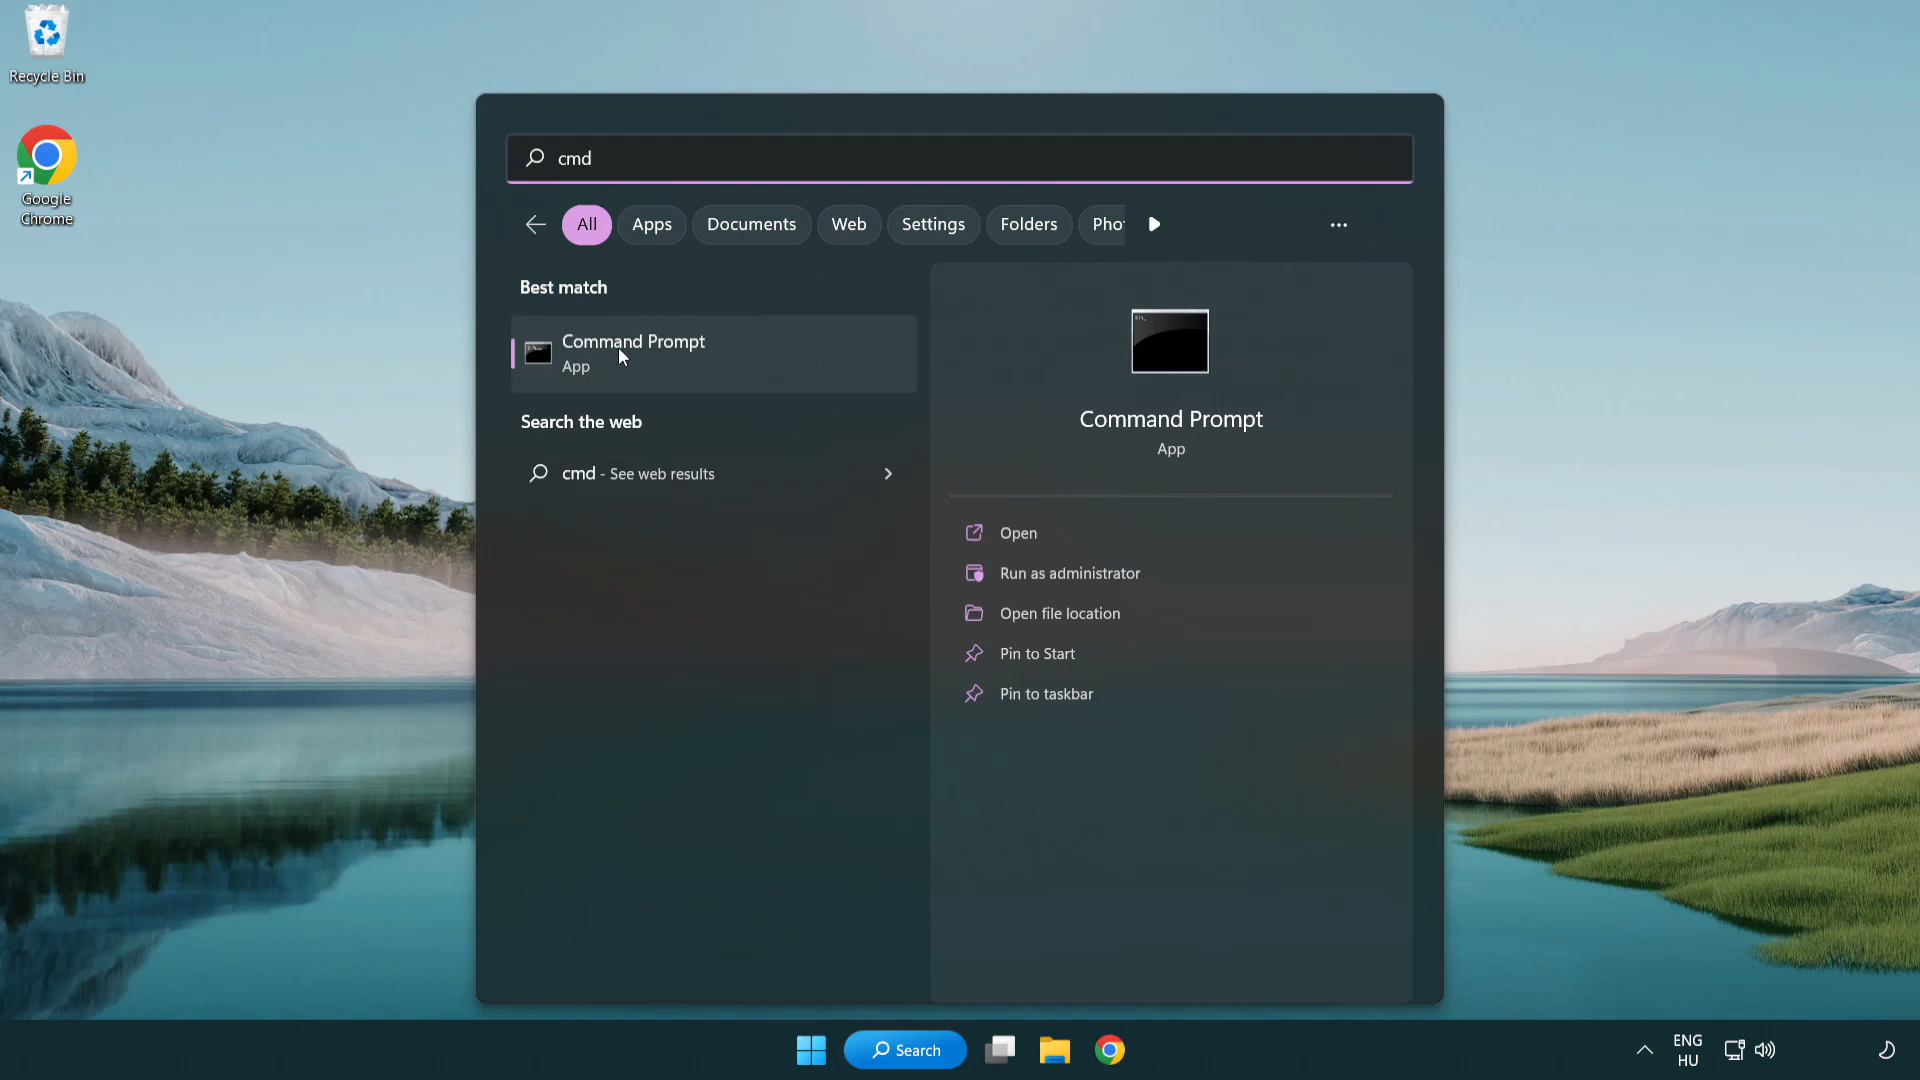 Recycle Bin
Google
Chrome
cmd
All
Apps
Documents
Web
Settings
Folders
Pho
Best match
Command Prompt
App
Search the web
cmd - See web results
Command Prompt
App
Open
Run as administrator
Open file location
Pin to Start
Pin to taskbar
Search
ENG
HU